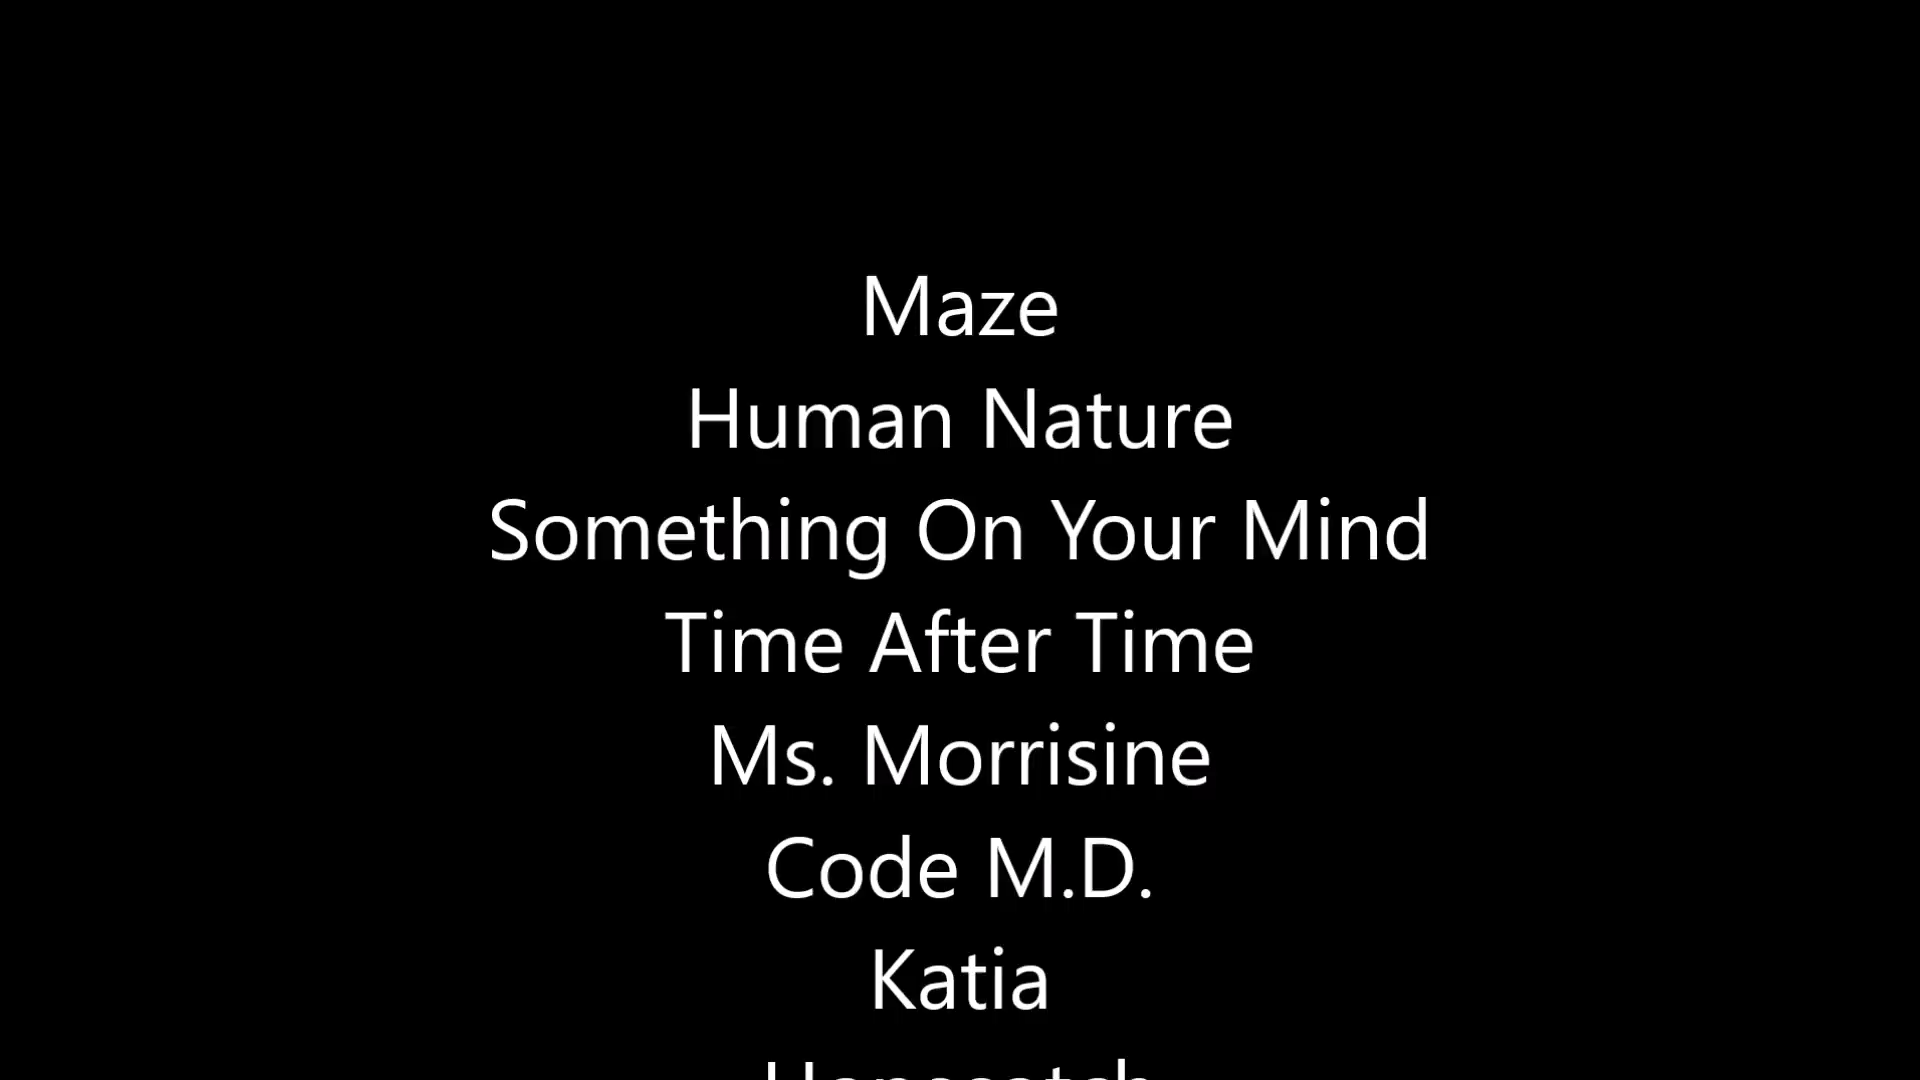 Maze
Human Nature
Something On Your Mind
Time After Time
Ms. Morrisine
Code M.D.
Katia